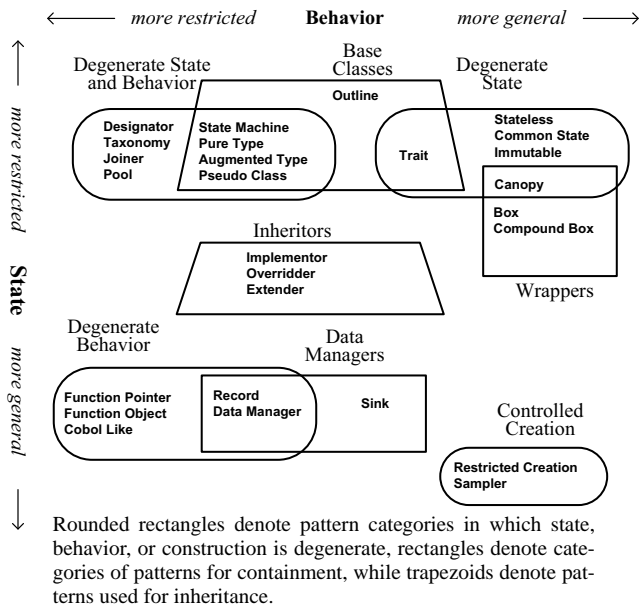 more restricted Behavior more general
Base
Classes
Degenerate State
and Behavior
Degenerate
State
Outline
Designator
Taxonomy
Joiner
Pool
State Machine
Pure Type
Augmented Type
Pseudo Class
Trait
Stateless
Common State
Immutable
Canopy
Box
Compound Box
Wrappers
more restricted
State
more general
Inheritors
Implementor
Overridder
Extender
Degenerate
Behavior
Data
Managers
Function Pointer
Function Object
Cobol Like
Record
Data Manager
Sink
Controlled
Creation
Restricted Creation
Sampler
Rounded rectangles denote pattern categories in which state,
behavior, or construction is degenerate, rectangles denote cate-
gories of patterns for containment, while trapezoids denote pat-
terns used for inheritance.